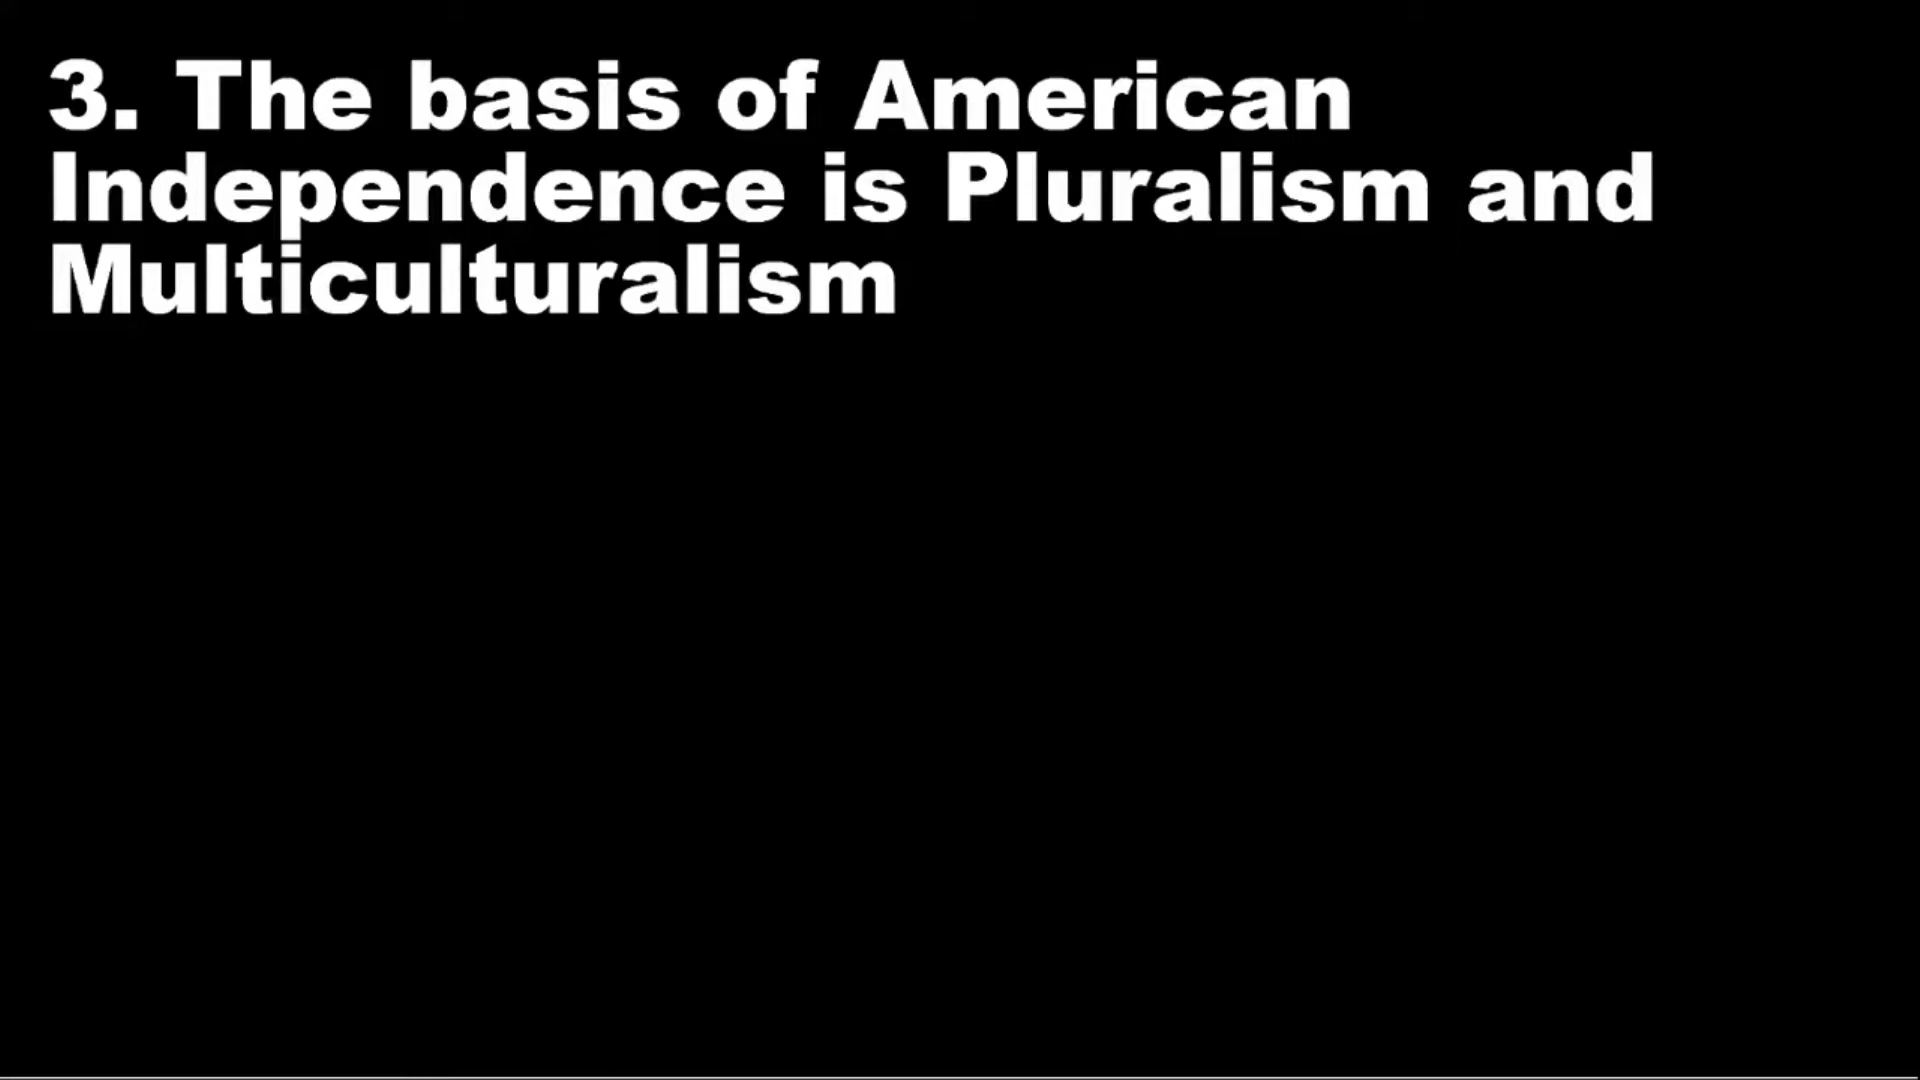 3. The basis of American
Independence is Pluralism and
Multiculturalism